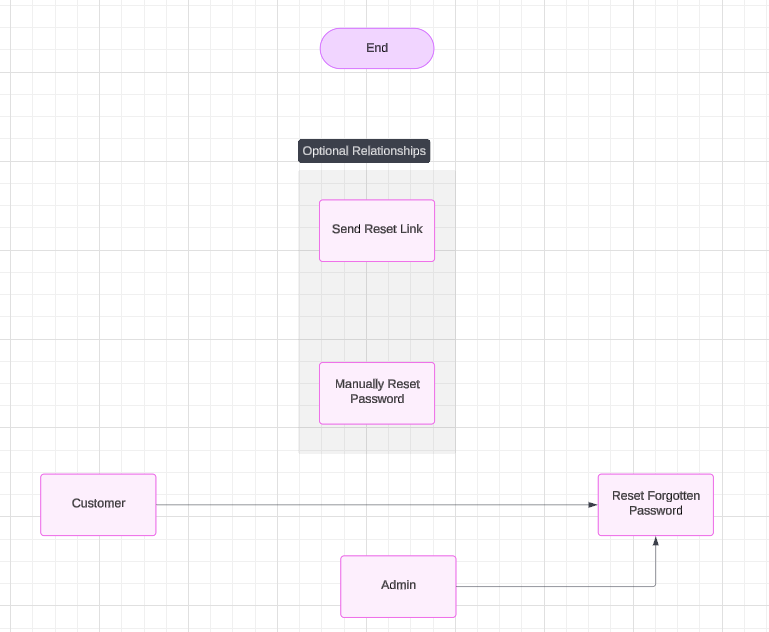 End
Optional Relationships
Send Reset Link
Manually Reset
Password
Customer
Reset Forgotten
Password
Admin